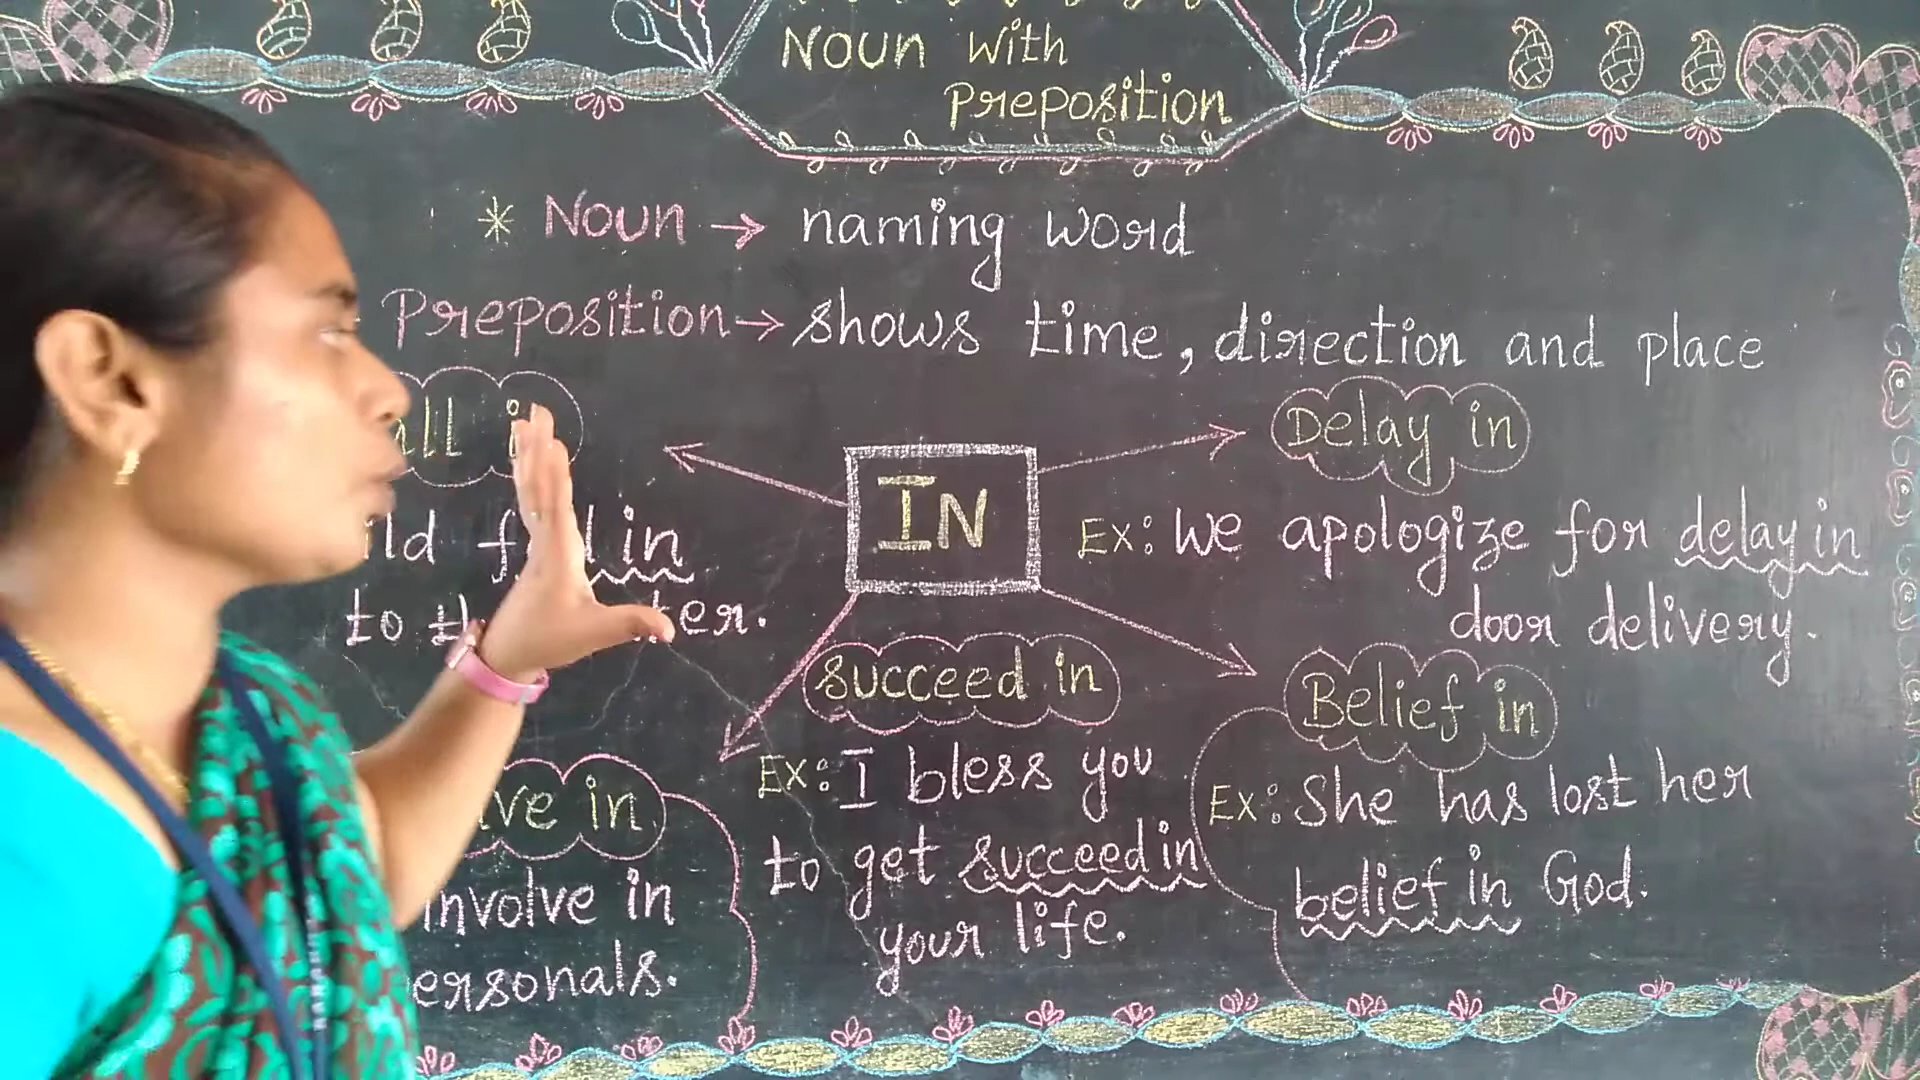 Noun with
Preposition
* Noun → naming word
Preposition → shows time, direction and place
Delay in
IN
Ex: We apologize for delay in
door delivery.
in
to
succeed in
Ex: I bless you
to get succeed in
your life.
Belief in
Ex: She has lost her
belief in God.
in
involve in